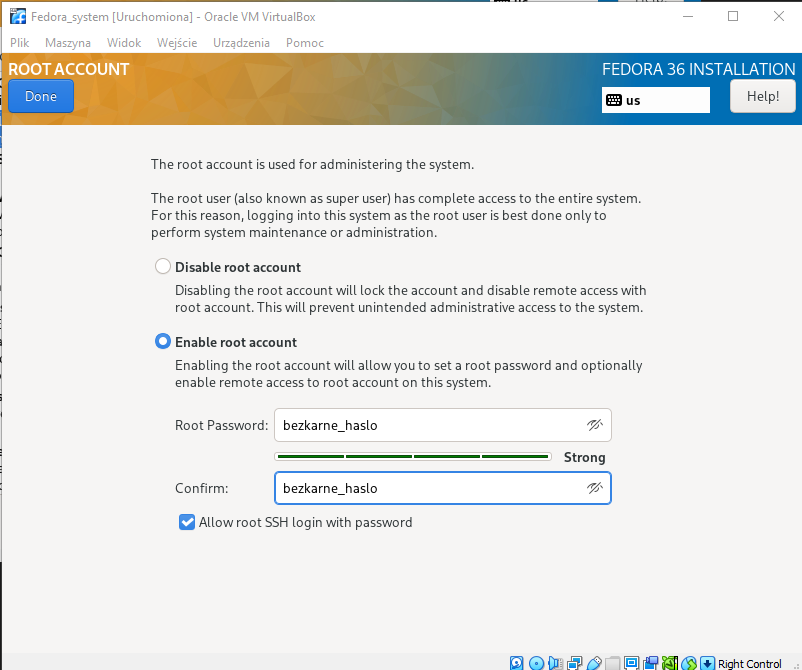 Fedora_system [Uruchomiona] - Oracle VM VirtualBox
Plik Maszyna Widok Wejście Urządzenia Pomoc
ROOT ACCOUNT
FEDORA 36 INSTALLATION
Done
us
Help!
The root account is used for administering the system.
The root user (also known as super user) has complete access to the entire system.
For this reason, logging into this system as the root user is best done only to
perform system maintenance or administration.
Disable root account
Disabling the root account will lock the account and disable remote access with
root account. This will prevent unintended administrative access to the system.
Enable root account
Enabling the root account will allow you to set a root password and optionally
enable remote access to root account on this system.
Root Password: bezkarne_haslo
Strong
Confirm: bezkarne_haslo
Allow root SSH login with password
Right Control